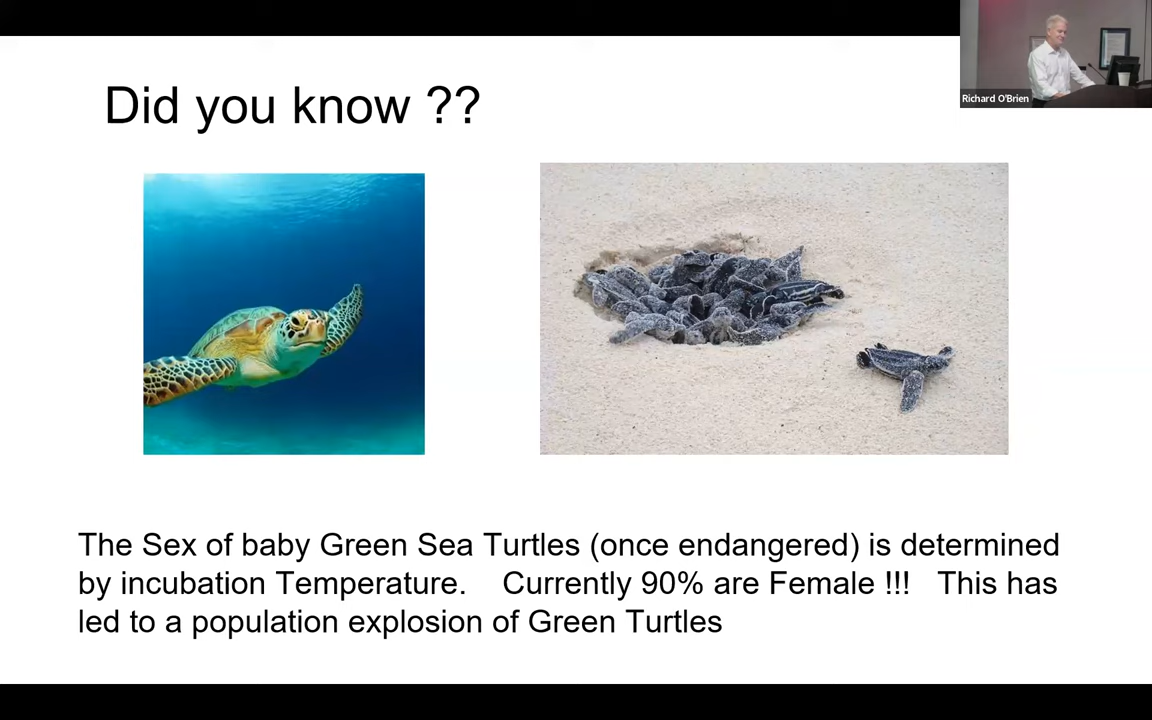 Did you know ??
Richard O'Brien
The Sex of baby Green Sea Turtles (once endangered) is determined
by incubation Temperature. Currently 90% are Female !!! This has
led to a population explosion of Green Turtles